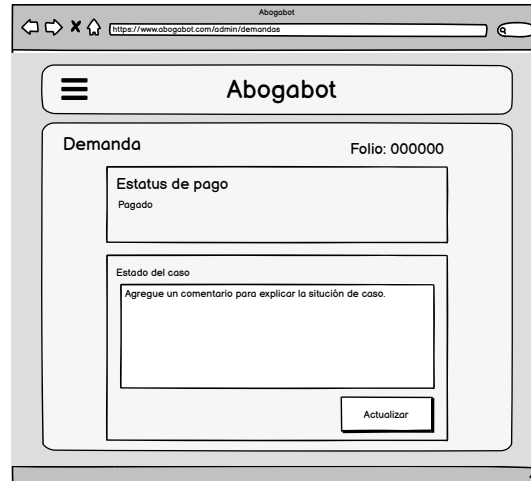 Abogabot
https://www.abogabot.com/admin/demandas
Abogabot
Demanda
Folio: 000000
Estatus de pago
Pagado
Estado del caso
Agregue un comentario para explicar la situción de caso.
Actualizar